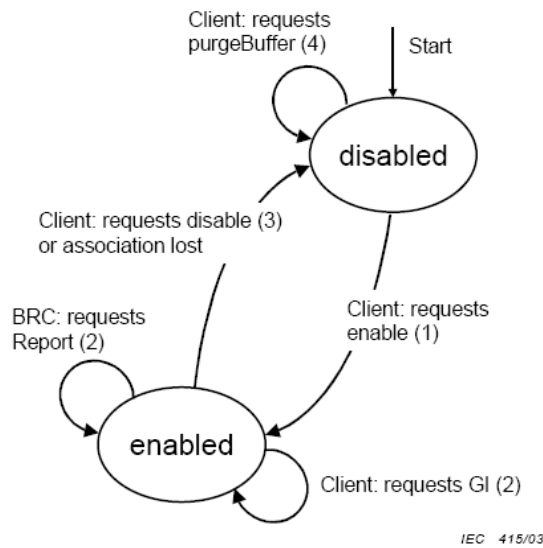 Client: requests
purgeBuffer (4)
Start
disabled
Client: requests disable (3)
or association lost
Client: requests
enable (1)
BRC: requests
Report (2)
enabled
Client: requests GI (2)
IEC 415/03